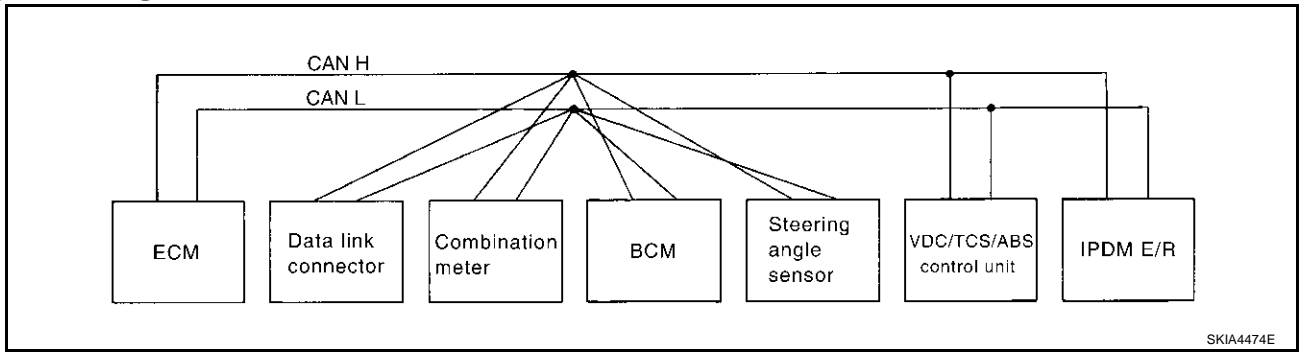 CAN H
CAN L
ECM
Data link
connector
Combination
meter
BCM
Steering
angle
sensor
VDC/TCS/ABS
control unit
IPDM E/R
SKIA4474E